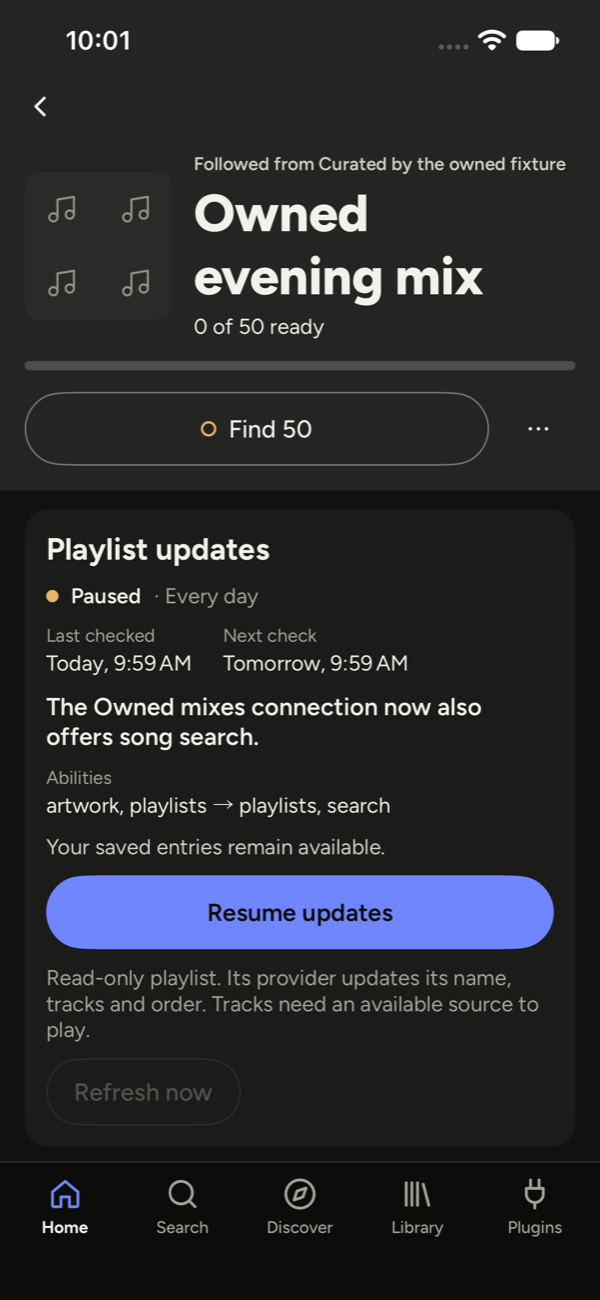 10:01
Followed from Curated by the owned fixture
Owned
evening mix
0 of 50 ready
Find 50
Playlist updates
Paused · Every day
Last checked Next check
Today, 9:59 AM Tomorrow, 9:59 AM
The Owned mixes connection now also
offers song search.
Abilities
artwork, playlists → playlists, search
Your saved entries remain available.
Resume updates
Read-only playlist. Its provider updates its name,
tracks and order. Tracks need an available source to
play.
Refresh now
Home Search Discover Library Plugins